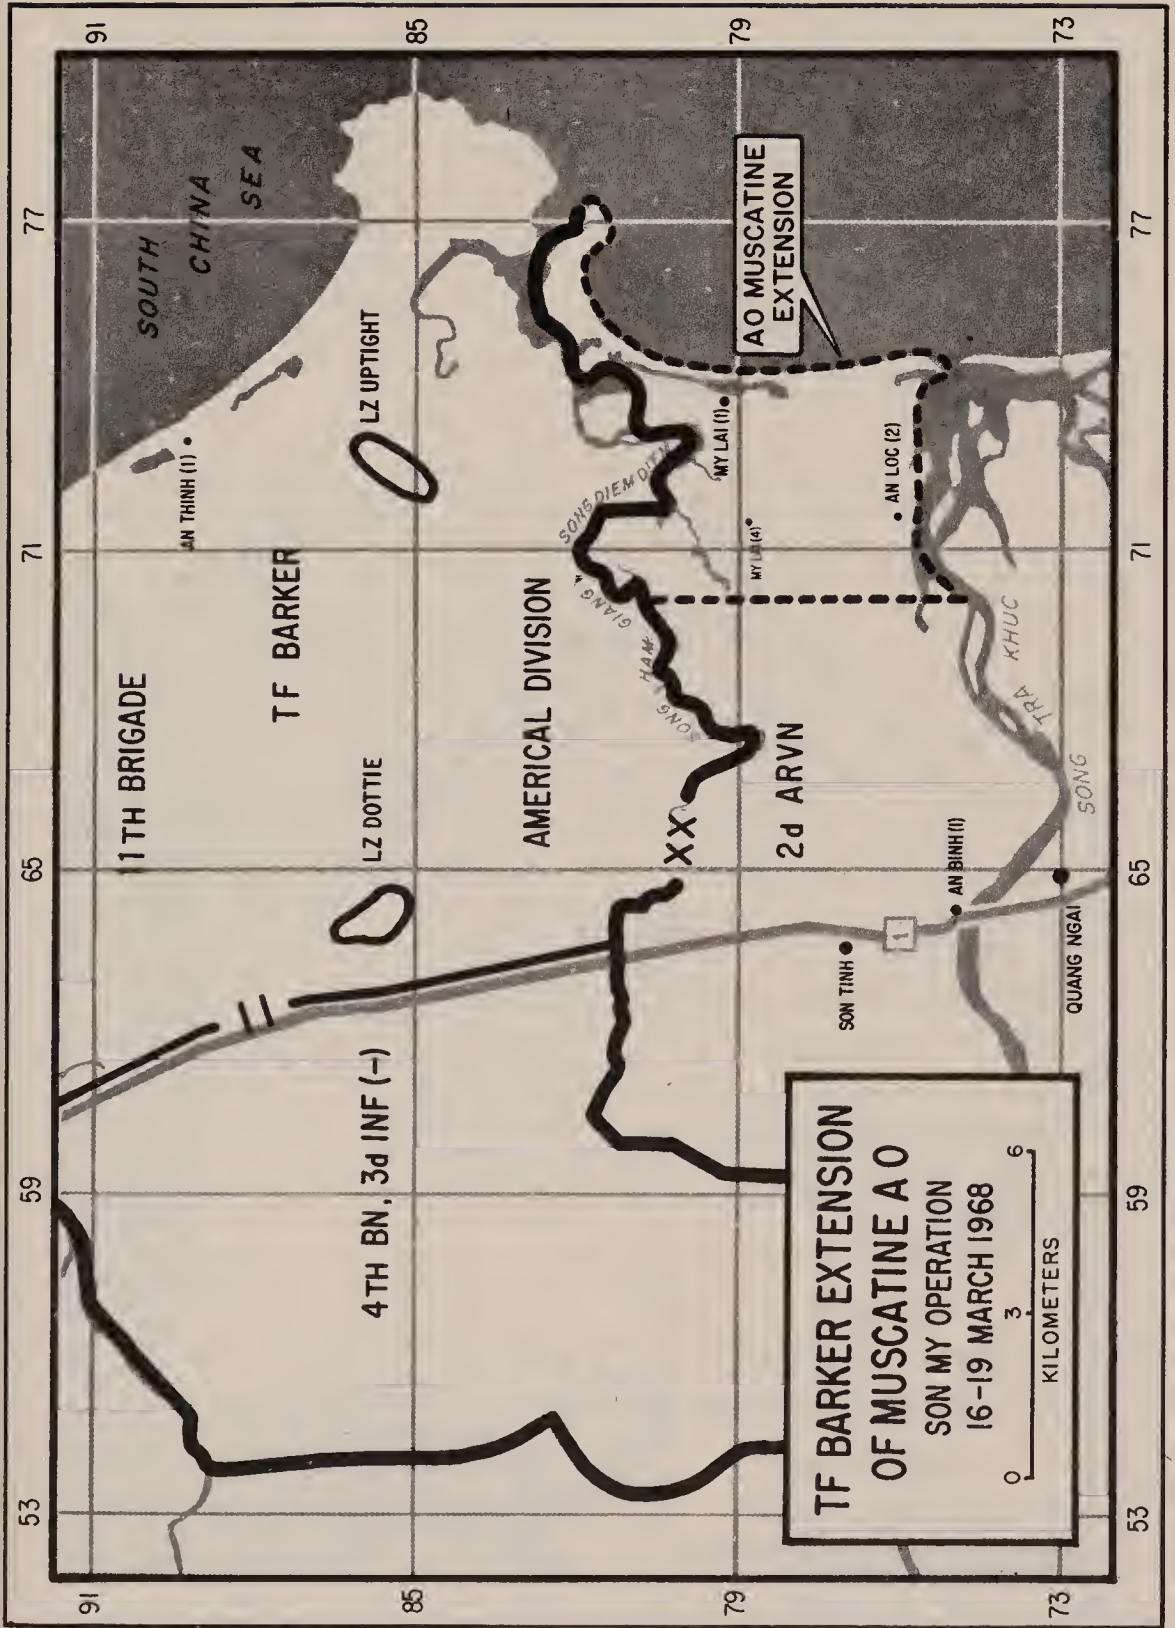 53
59
65
71
77
91
91
SOUTH
CHINA
SEA
AN THINH (1)
11TH BRIGADE
TF BARKER
LZ UPTIGHT
LZ DOTTIE
85
85
4TH BN, 3d INF (-)
AMERICAL DIVISION
SONG DIEM DIEM
SONG HAM GIANG
XX
79
79
MY LAI (1)
MY LAI (4)
AO MUSCATINE
EXTENSION
2d ARVN
AN LOC (2)
SON TINH
1
AN BINH (1)
SONG TRA KHUC
QUANG NGAI
73
73
TF BARKER EXTENSION
OF MUSCATINE AO
SON MY OPERATION
16-19 MARCH 1968
0 3 6
KILOMETERS
53
59
65
71
77